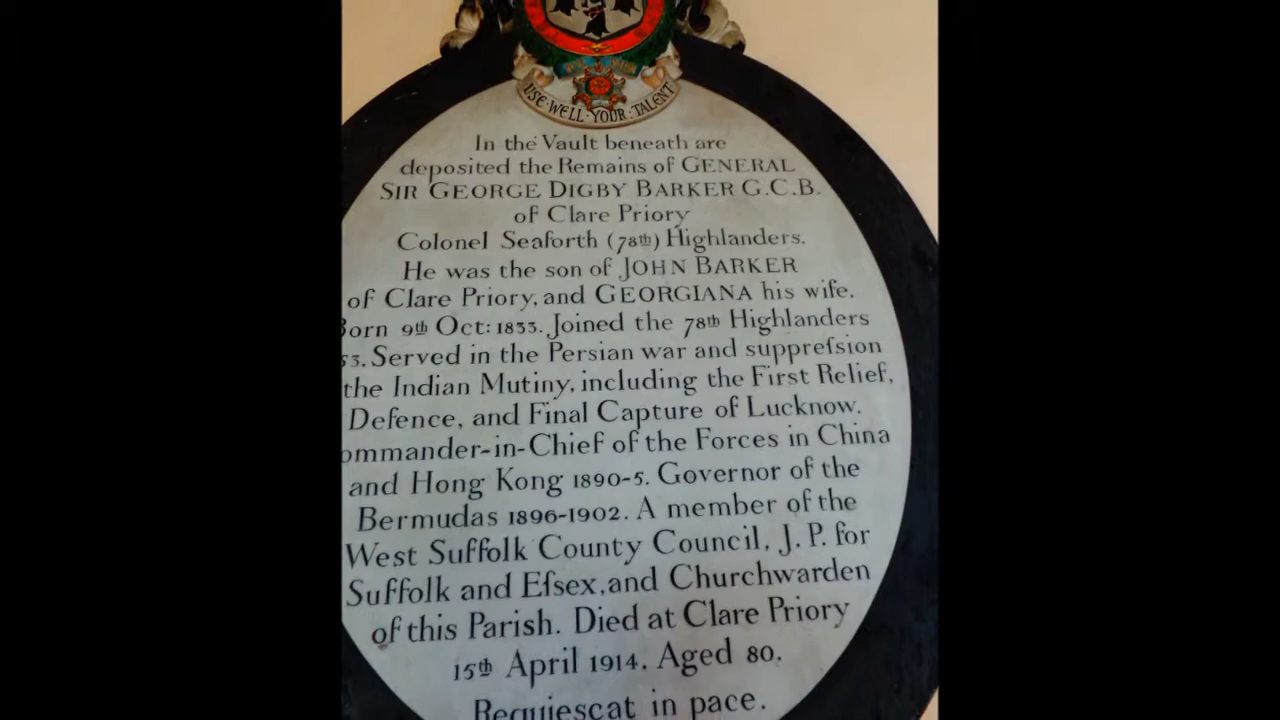 USE·WELL·YOUR·TALENT
In the Vault beneath are
deposited the Remains of GENERAL
SIR GEORGE DIGBY BARKER G.C.B.
of Clare Priory
Colonel Seaforth (78th) Highlanders.
He was the son of JOHN BARKER
of Clare Priory, and GEORGIANA his wife.
Born 9th Oct: 1833. Joined the 78th Highlanders
53. Served in the Persian war and suppreſsion
the Indian Mutiny, including the First Relief,
Defence, and Final Capture of Lucknow.
ommander-in-Chief of the Forces in China
and Hong Kong 1890-5. Governor of the
Bermudas 1896-1902. A member of the
West Suffolk County Council, J. P. for
Suffolk and Eſsex, and Churchwarden
of this Parish. Died at Clare Priory
15th April 1914. Aged 80.
Requiescat in pace.